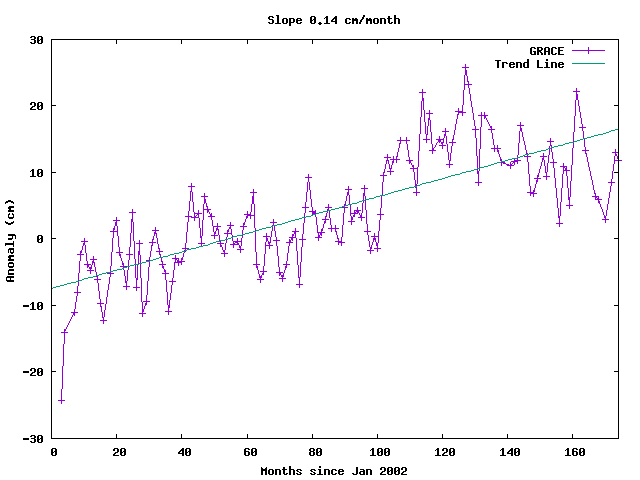 Slope 0.14 cm/month
GRACE
Trend Line
30
20
10
0
-10
-20
-30
Anomaly (cm)
0 20 40 60 80 100 120 140 160
Months since Jan 2002